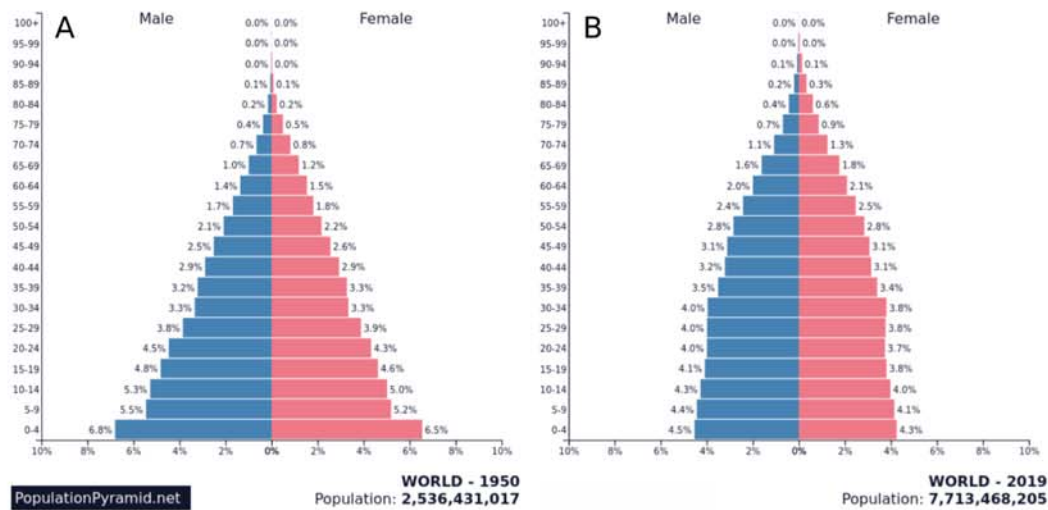 A
Male
Female
100+ 0.0% 0.0%
95-99 0.0% 0.0%
90-94 0.0% 0.0%
85-89 0.1% 0.1%
80-84 0.2% 0.2%
75-79 0.4% 0.5%
70-74 0.7% 0.8%
65-69 1.0% 1.2%
60-64 1.4% 1.5%
55-59 1.7% 1.8%
50-54 2.1% 2.2%
45-49 2.5% 2.6%
40-44 2.9% 2.9%
35-39 3.2% 3.3%
30-34 3.3% 3.3%
25-29 3.8% 3.9%
20-24 4.5% 4.3%
15-19 4.8% 4.6%
10-14 5.3% 5.0%
5-9 5.5% 5.2%
0-4 6.8% 6.5%
10% 8% 6% 4% 2% 0% 2% 4% 6% 8% 10%
PopulationPyramid.net
WORLD - 1950
Population: 2,536,431,017
B
Male
Female
100+ 0.0% 0.0%
95-99 0.0% 0.0%
90-94 0.1% 0.1%
85-89 0.2% 0.3%
80-84 0.4% 0.6%
75-79 0.7% 0.9%
70-74 1.1% 1.3%
65-69 1.6% 1.8%
60-64 2.0% 2.1%
55-59 2.4% 2.5%
50-54 2.8% 2.8%
45-49 3.1% 3.1%
40-44 3.2% 3.1%
35-39 3.5% 3.4%
30-34 4.0% 3.8%
25-29 4.0% 3.8%
20-24 4.0% 3.7%
15-19 4.1% 3.8%
10-14 4.3% 4.0%
5-9 4.4% 4.1%
0-4 4.5% 4.3%
10% 8% 6% 4% 2% 0% 2% 4% 6% 8% 10%
WORLD - 2019
Population: 7,713,468,205